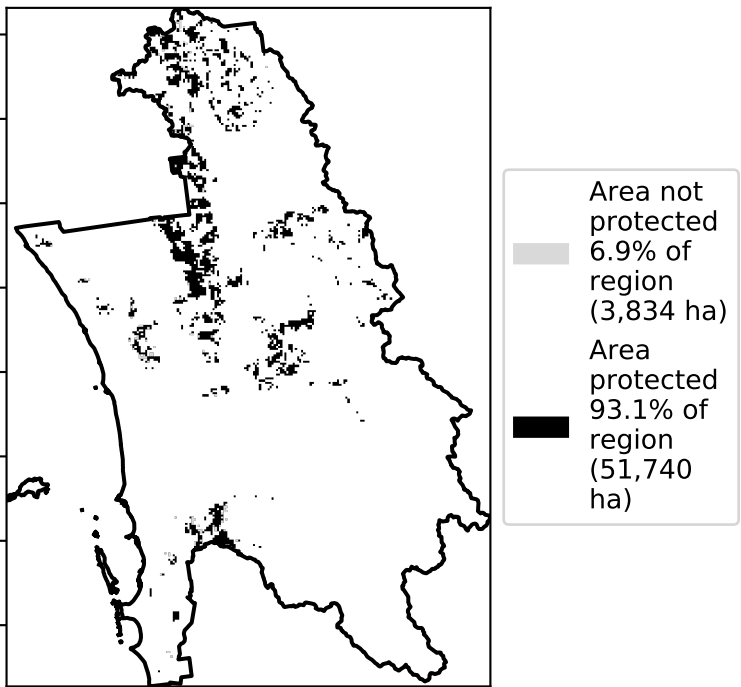 Area not
protected
6.9% of
region
(3,834 ha)
Area
protected
93.1% of
region
(51,740
ha)